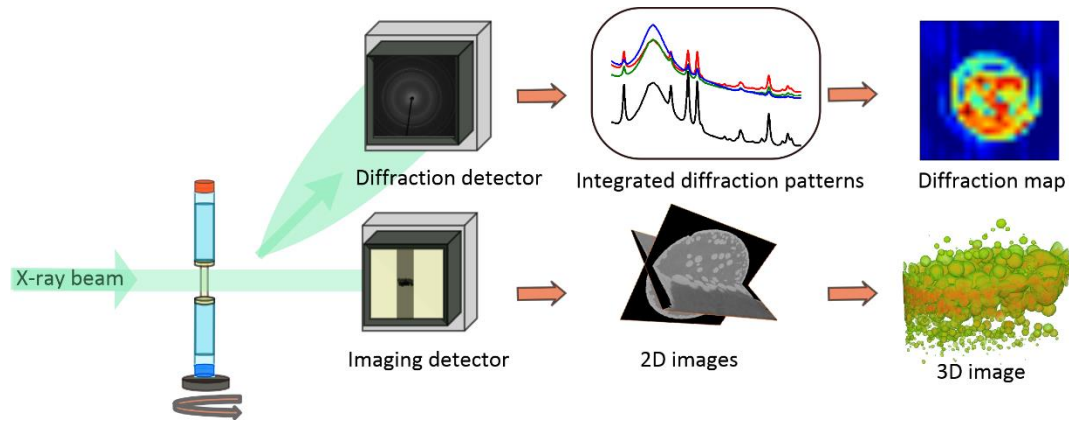 Diffraction detector
Integrated diffraction patterns
Diffraction map
X-ray beam
Imaging detector
2D images
3D image